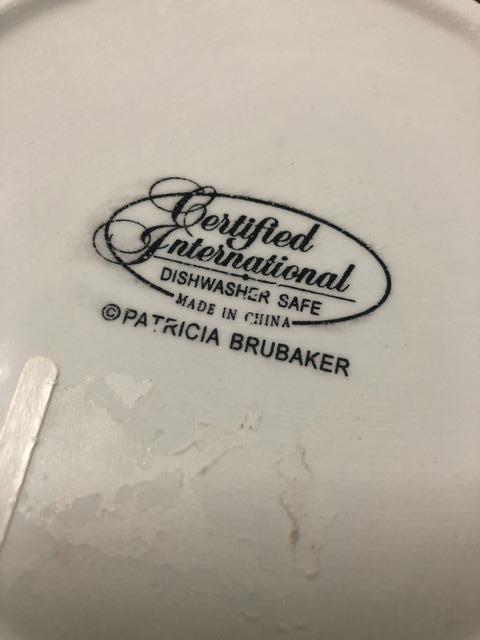 Certified
International
DISHWASHER SAFE
MADE IN CHINA
©PATRICIA BRUBAKER